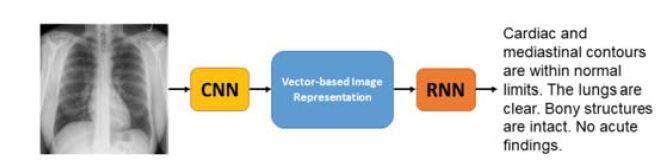 CNN
Vector-based Image
Representation
RNN
Cardiac and
mediastinal contours
are within normal
limits. The lungs are
clear. Bony structures
are intact. No acute
findings.